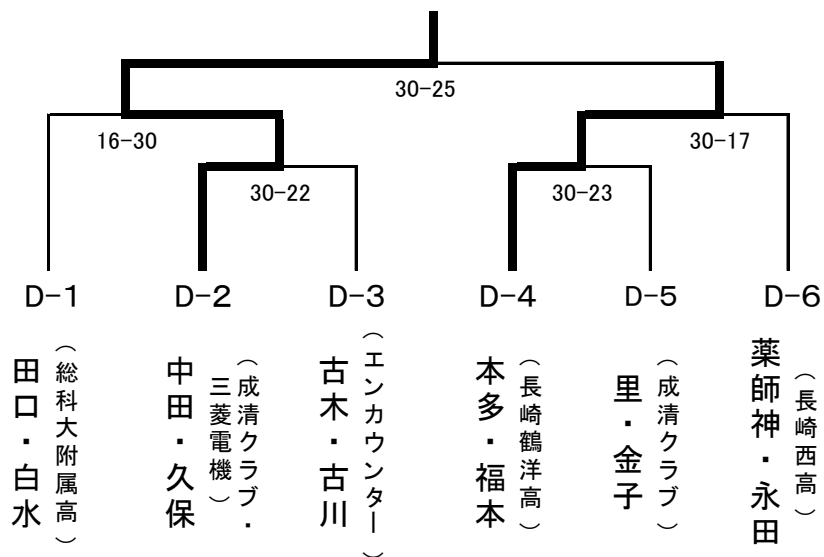 30-25
16-30
30-17
30-22
30-23
D-1
D-2
D-3
D-4
D-5
D-6
田口・白水
（総科大附属高）
中田・久保
（成清クラブ・
三菱電機）
古木・古川
（エンカウンター）
本多・福本
（長崎鶴洋高）
里・金子
（成清クラブ）
薬師神・永田
（長崎西高）